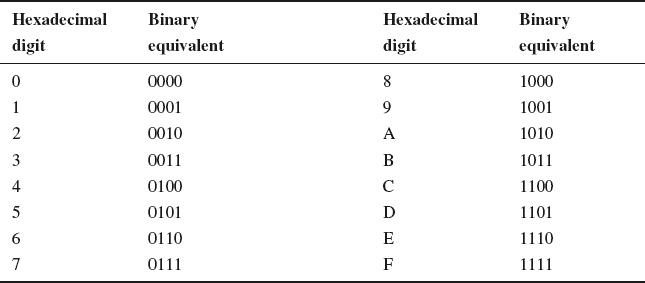 Hexadecimal Binary Hexadecimal Binary
digit equivalent digit equivalent
0 0000 8 1000
1 0001 9 1001
2 0010 A 1010
3 0011 B 1011
4 0100 C 1100
5 0101 D 1101
6 0110 E 1110
7 0111 F 1111